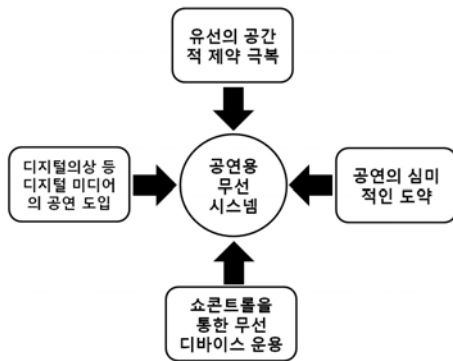 유선의 공간
적 제약 극복
디지털의상 등
디지털 미디어
의 공연 도입
공연용
무선
시스넴
공연의 심미
적인 도약
쇼콘트롤을
통한 무선
디바이스 운용